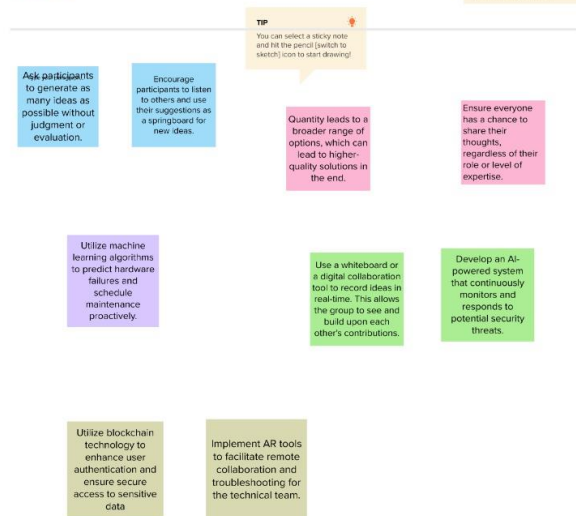 TIP
You can select a sticky note
and hit the pencil [switch to
sketch] icon to start drawing!
Ask participants
to generate as
many ideas as
possible without
judgment or
evaluation.
Encourage
participants to listen
to others and use
their suggestions as
a springboard for
new ideas.
Quantity leads to a
broader range of
options, which can
lead to higher-
quality solutions in
the end.
Ensure everyone
has a chance to
share their
thoughts,
regardless of their
role or level of
expertise.
Utilize machine
learning algorithms
to predict hardware
failures and
schedule
maintenance
proactively.
Use a whiteboard or
a digital collaboration
tool to record ideas in
real-time. This allows
the group to see and
build upon each
other's contributions.
Develop an AI-
powered system
that continuously
monitors and
responds to
potential security
threats.
Utilize blockchain
technology to
enhance user
authentication and
ensure secure
access to sensitive
data
Implement AR tools
to facilitate remote
collaboration and
troubleshooting for
the technical team.